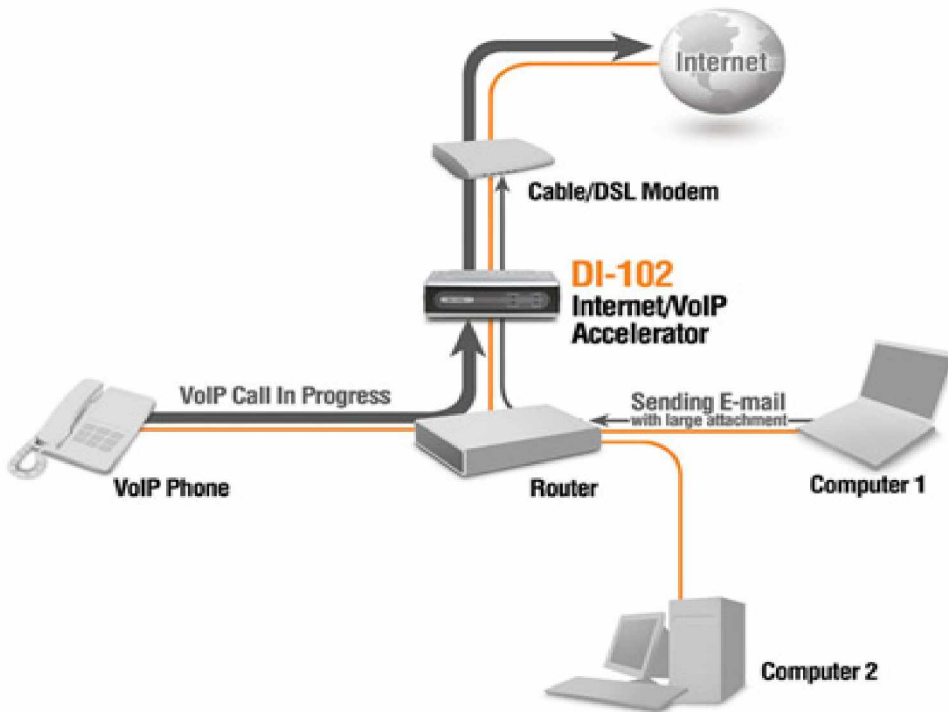 Internet
Cable/DSL Modem
DI-102
Internet/VoIP
Accelerator
VoIP Call In Progress
Sending E-mail
with large attachment
VoIP Phone
Router
Computer 1
Computer 2